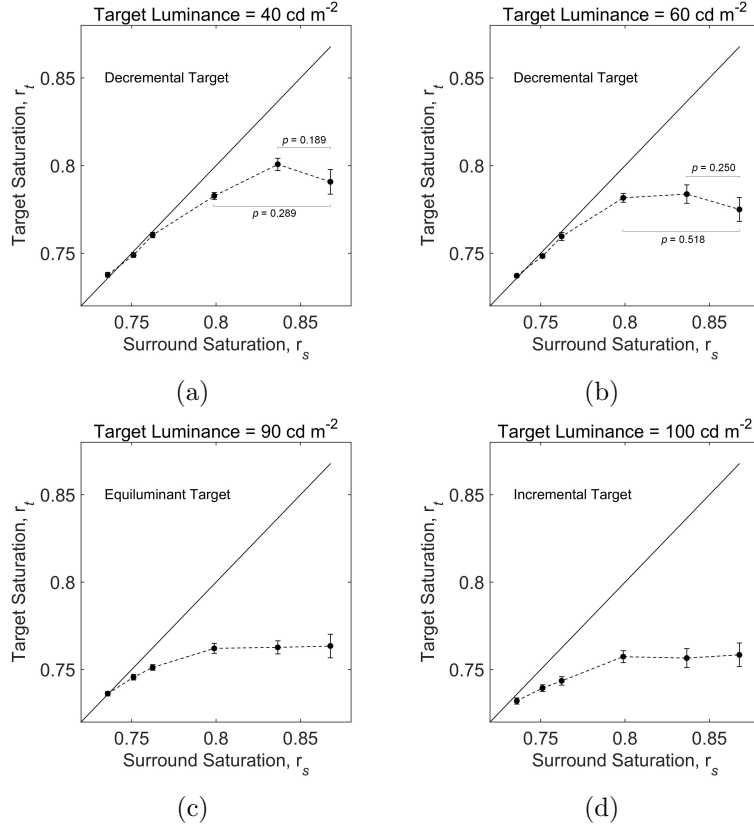 Target Luminance = 40 cd m-2
Decremental Target
p = 0.189
p = 0.289
0.85
0.8
0.75
Target Saturation, rt
0.75 0.8 0.85
Surround Saturation, rs
(a)
Target Luminance = 60 cd m-2
Decremental Target
p = 0.250
p = 0.518
0.85
0.8
0.75
Target Saturation, rt
0.75 0.8 0.85
Surround Saturation, rs
(b)
Target Luminance = 90 cd m-2
Equiluminant Target
0.85
0.8
0.75
Target Saturation, rt
0.75 0.8 0.85
Surround Saturation, rs
(c)
Target Luminance = 100 cd m-2
Incremental Target
0.85
0.8
0.75
Target Saturation, rt
0.75 0.8 0.85
Surround Saturation, rs
(d)